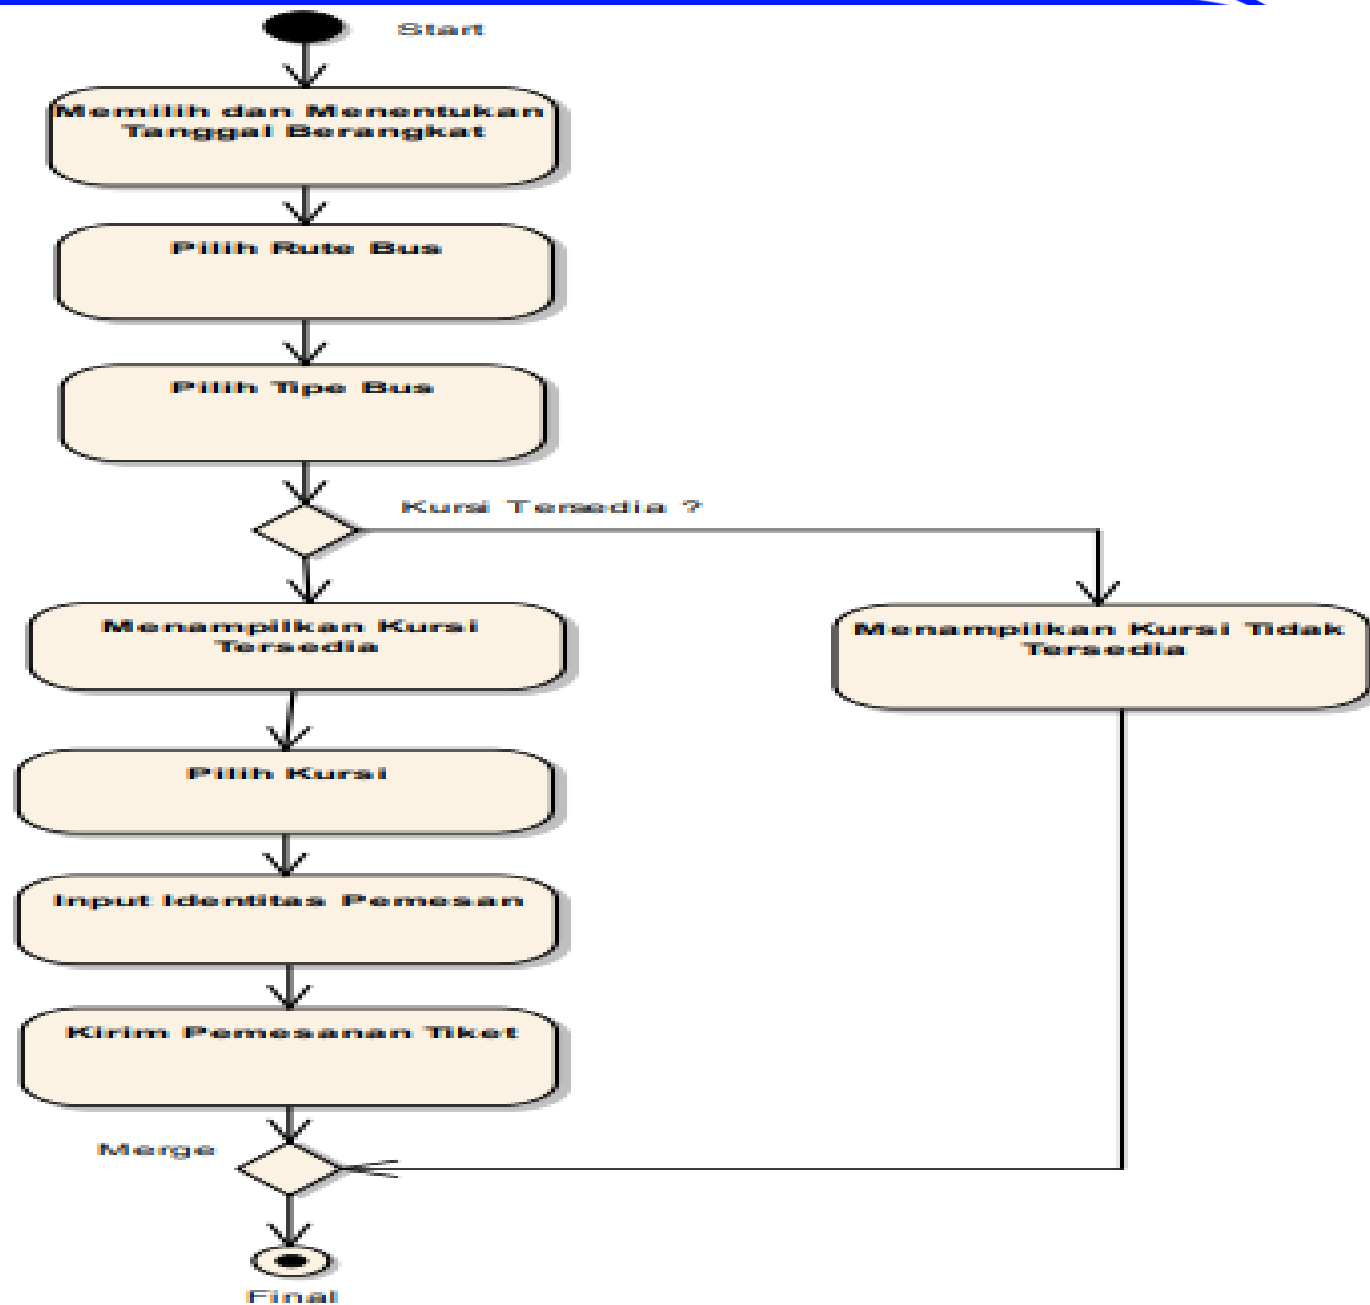 Start
Memilih dan Menentukan
Tanggal Berangkat
Pilih Rute Bus
Pilih Tipe Bus
Kursi Tersedia ?
Menampilkan Kursi
Tersedia
Menampilkan Kursi Tidak
Tersedia
Pilih Kursi
Input Identitas Pemesan
Kirim Pemesanan Tiket
Merge
Final